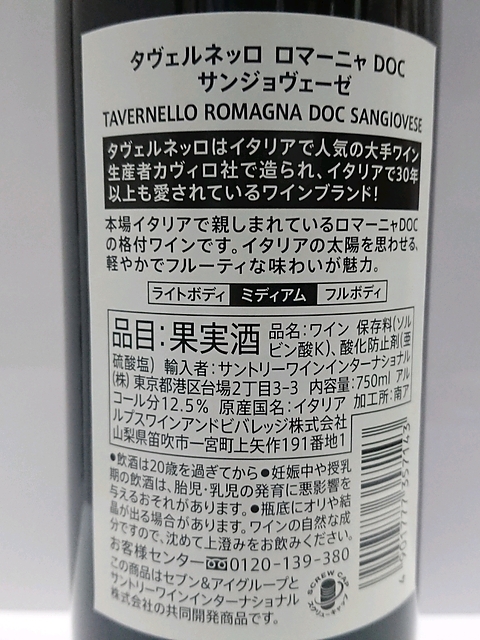 タヴェルネッロ ロマーニャ DOC
サンジョヴェーゼ
TAVERNELLO ROMAGNA DOC SANGIOVESE
タヴェルネッロはイタリアで人気の大手ワイン
生産者カヴィロ社で造られ、イタリアで30年
以上も愛されているワインブランド!
本場イタリアで親しまれているロマーニャDOC
の格付ワインです。イタリアの太陽を思わせる、
軽やかでフルーティな味わいが魅力。
ライトボディ ミディアム フルボディ
品目:果実酒 品名:ワイン 保存料(ソル
ビン酸K)、酸化防止剤(亜
硫酸塩) 輸入者:サントリーワインインターナショナル
(株) 東京都港区台場2丁目3-3 内容量:750ml アル
コール分12.5% 原産国名:イタリア 加工所:南ア
ルプスワインアンドビバレッジ株式会社
山梨県笛吹市一宮町上矢作191番地1
●飲酒は20歳を過ぎてから●妊娠中や授乳
期の飲酒は、胎児・乳児の発育に悪影響を
与えるおそれがあります。●瓶底にオリや結
晶が出る場合があります。ワインの自然な成
分ですので、沈めて上澄みをお飲みください。
お客様センター 0120-139-380
この商品はセブン&アイグループと
サントリーワインインターナショナル
株式会社の共同開発商品です。
SCREW CAP
スクリューキャップ
4 901777 357143